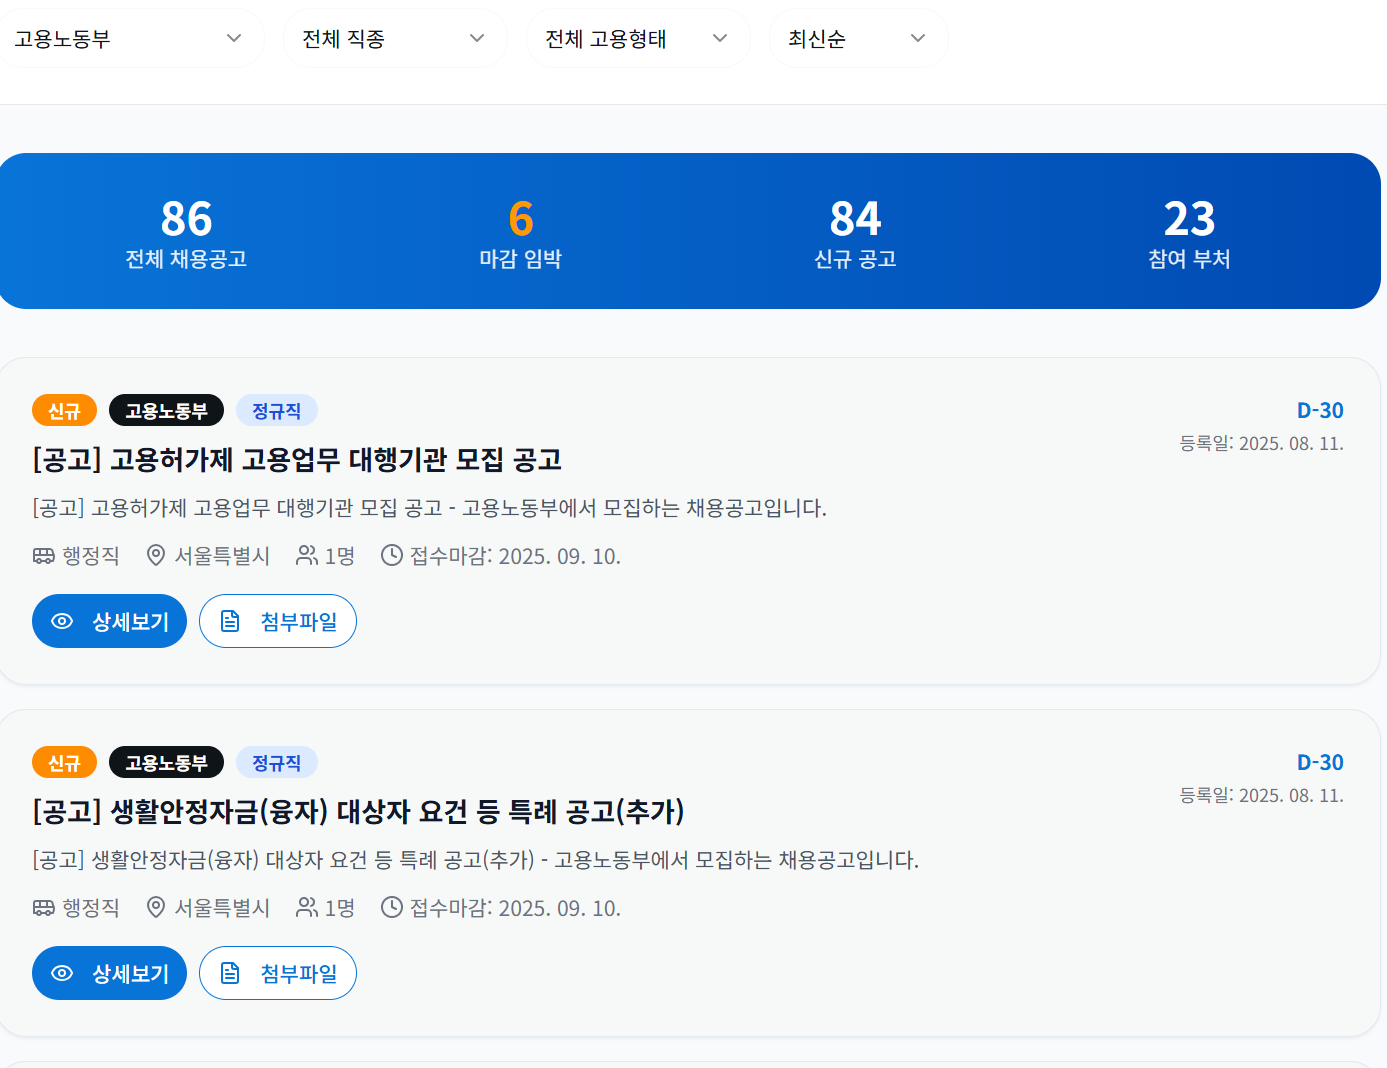 고용노동부 전체 직종 전체 고용형태 최신순
86 6 84 23
전체 채용공고 마감 임박 신규 공고 참여 부처
신규 고용노동부 정규직 D-30
등록일: 2025. 08. 11.
[공고] 고용허가제 고용업무 대행기관 모집 공고
[공고] 고용허가제 고용업무 대행기관 모집 공고 - 고용노동부에서 모집하는 채용공고입니다.
행정직 서울특별시 1명 접수마감: 2025. 09. 10.
상세보기 첨부파일
신규 고용노동부 정규직 D-30
등록일: 2025. 08. 11.
[공고] 생활안정자금(융자) 대상자 요건 등 특례 공고(추가)
[공고] 생활안정자금(융자) 대상자 요건 등 특례 공고(추가) - 고용노동부에서 모집하는 채용공고입니다.
행정직 서울특별시 1명 접수마감: 2025. 09. 10.
상세보기 첨부파일